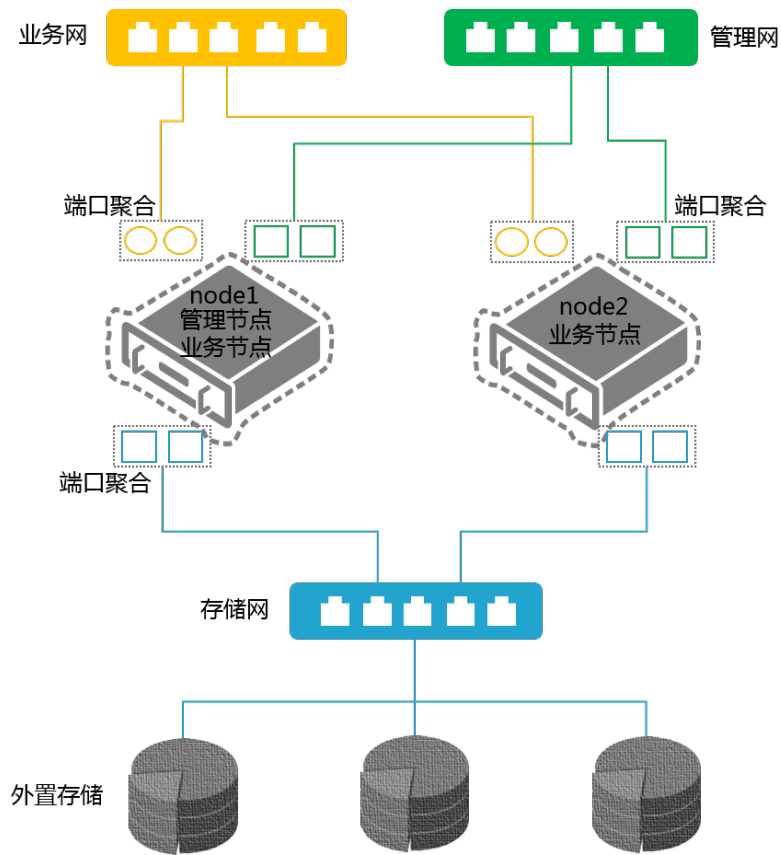 业务网
管理网
端口聚合
端口聚合
node1
管理节点
业务节点
node2
业务节点
端口聚合
存储网
外置存储